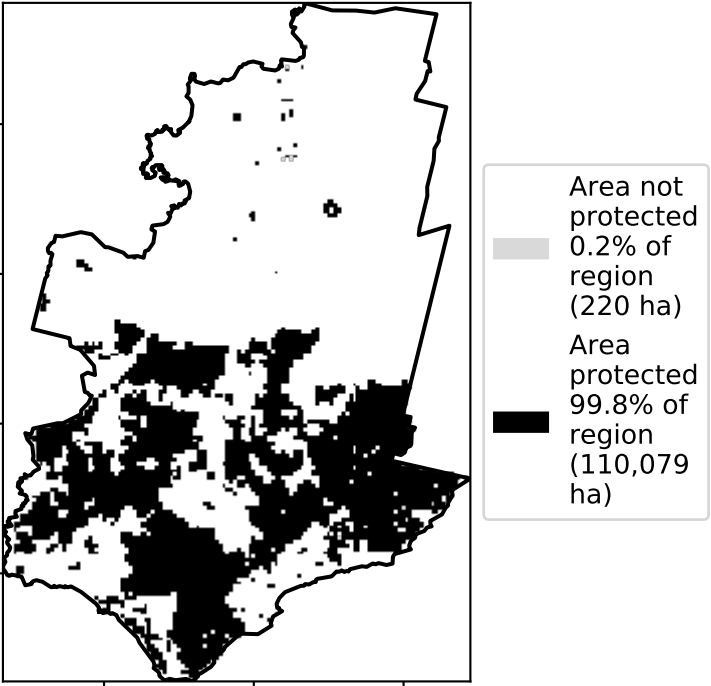 Area not
protected
0.2% of
region
(220 ha)
Area
protected
99.8% of
region
(110,079
ha)